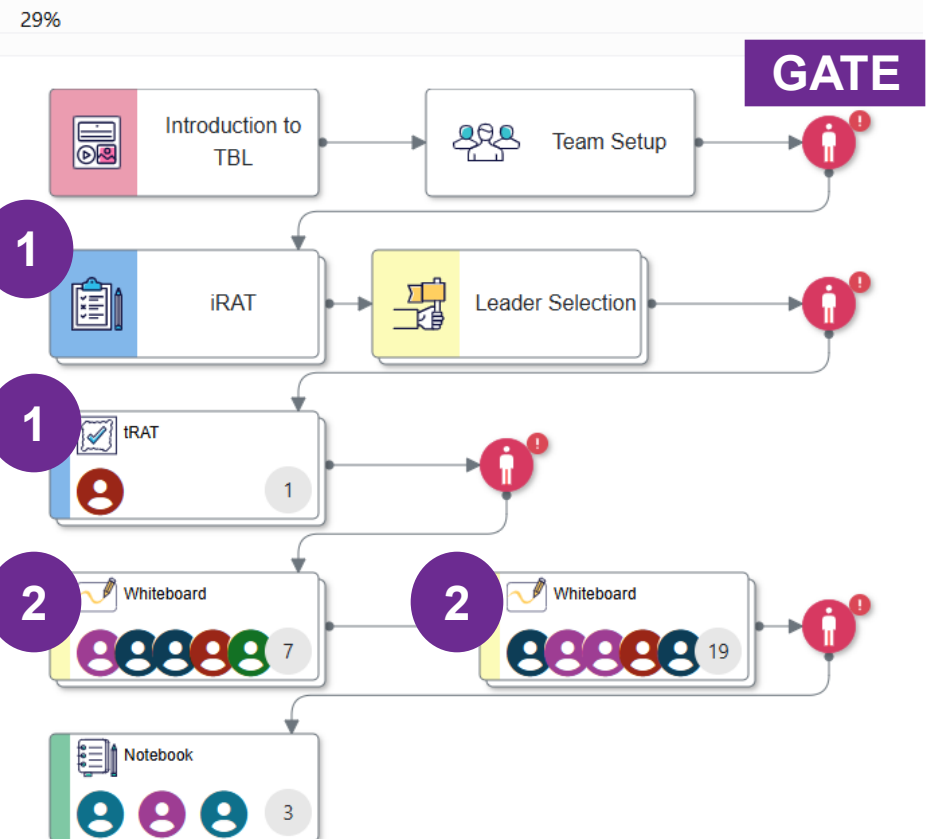 29%
GATE
Introduction to
TBL
Team Setup
!
1
iRAT
Leader Selection
!
1
tRAT
1
!
2
Whiteboard
7
2
Whiteboard
19
!
Notebook
3